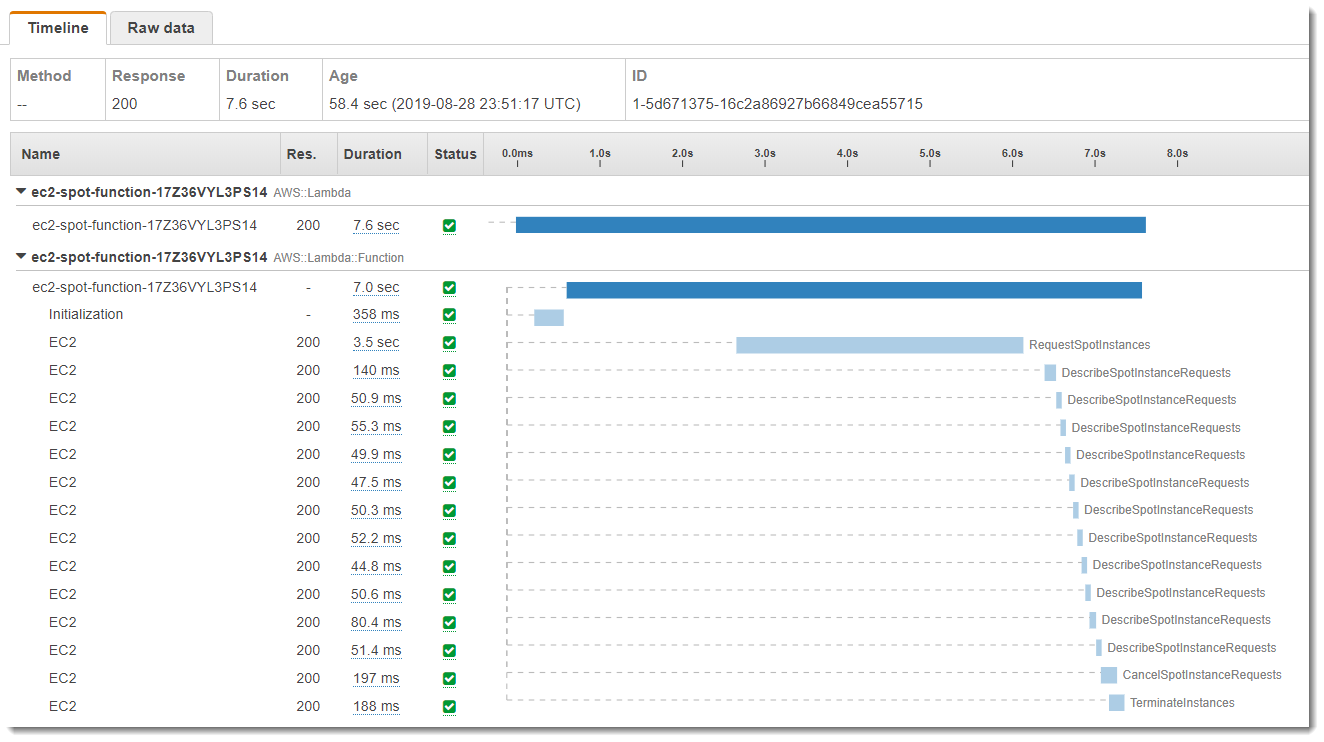 Timeline Raw data
Method Response Duration Age ID
-- 200 7.6 sec 58.4 sec (2019-08-28 23:51:17 UTC) 1-5d671375-16c2a86927b66849cea55715
Name Res. Duration Status 0.0ms 1.0s 2.0s 3.0s 4.0s 5.0s 6.0s 7.0s 8.0s
ec2-spot-function-17Z36VYL3PS14 AWS::Lambda
ec2-spot-function-17Z36VYL3PS14 200 7.6 sec
ec2-spot-function-17Z36VYL3PS14 AWS::Lambda::Function
ec2-spot-function-17Z36VYL3PS14 - 7.0 sec
Initialization - 358 ms
EC2 200 3.5 sec RequestSpotInstances
EC2 200 140 ms DescribeSpotInstanceRequests
EC2 200 50.9 ms DescribeSpotInstanceRequests
EC2 200 55.3 ms DescribeSpotInstanceRequests
EC2 200 49.9 ms DescribeSpotInstanceRequests
EC2 200 47.5 ms DescribeSpotInstanceRequests
EC2 200 50.3 ms DescribeSpotInstanceRequests
EC2 200 52.2 ms DescribeSpotInstanceRequests
EC2 200 44.8 ms DescribeSpotInstanceRequests
EC2 200 50.6 ms DescribeSpotInstanceRequests
EC2 200 80.4 ms DescribeSpotInstanceRequests
EC2 200 51.4 ms DescribeSpotInstanceRequests
EC2 200 197 ms CancelSpotInstanceRequests
EC2 200 188 ms TerminateInstances